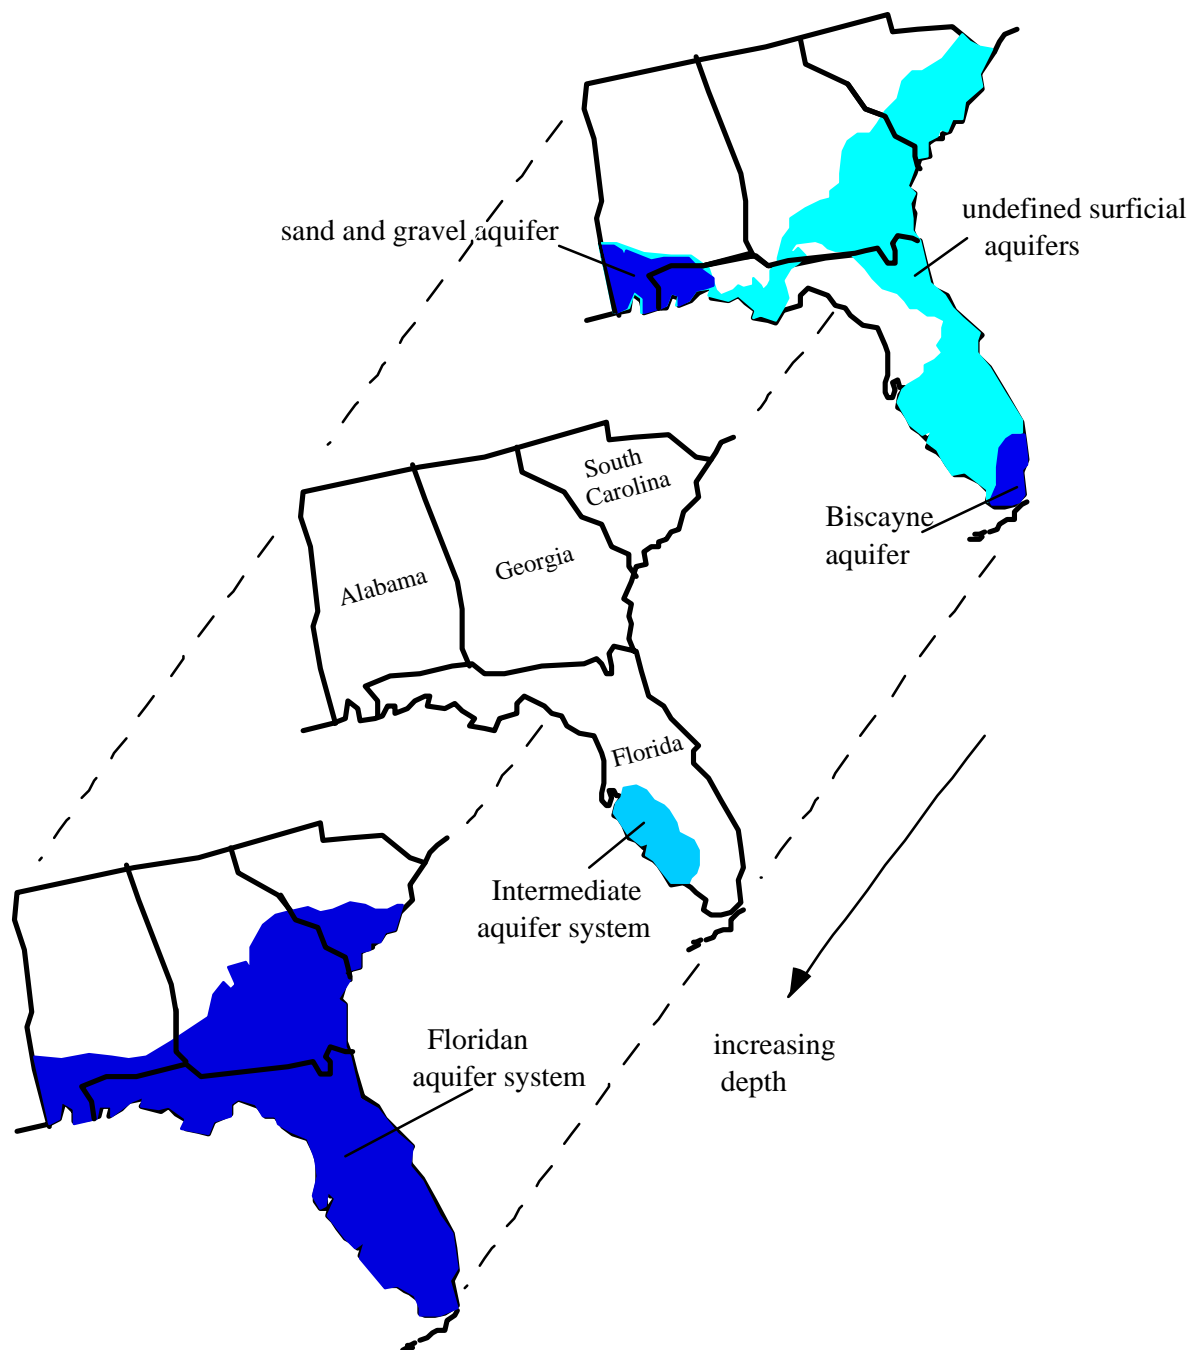 undefined surficial
aquifers
sand and gravel aquifer
South
Carolina
Biscayne
aquifer
Georgia
Alabama
Florida
Intermediate
aquifer system
Floridan
aquifer system
increasing
depth